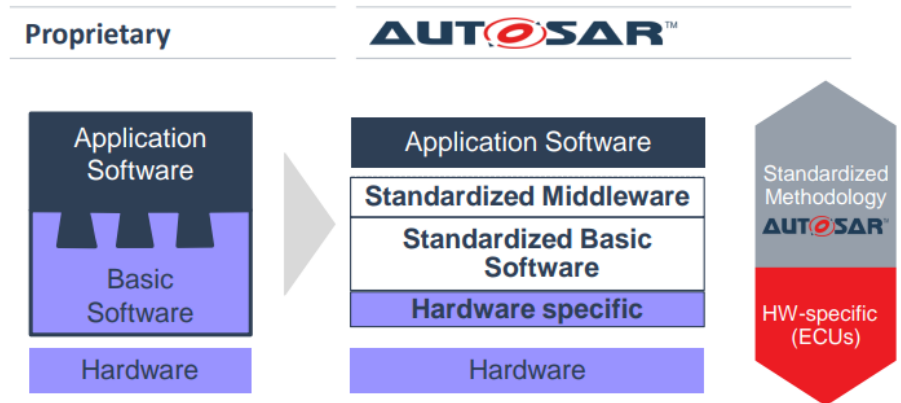 Proprietary
AUTOSAR™
Application
Software
Basic
Software
Hardware
Application Software
Standardized Middleware
Standardized Basic
Software
Hardware specific
Hardware
Standardized
Methodology
AUTOSAR™
HW-specific
(ECUs)